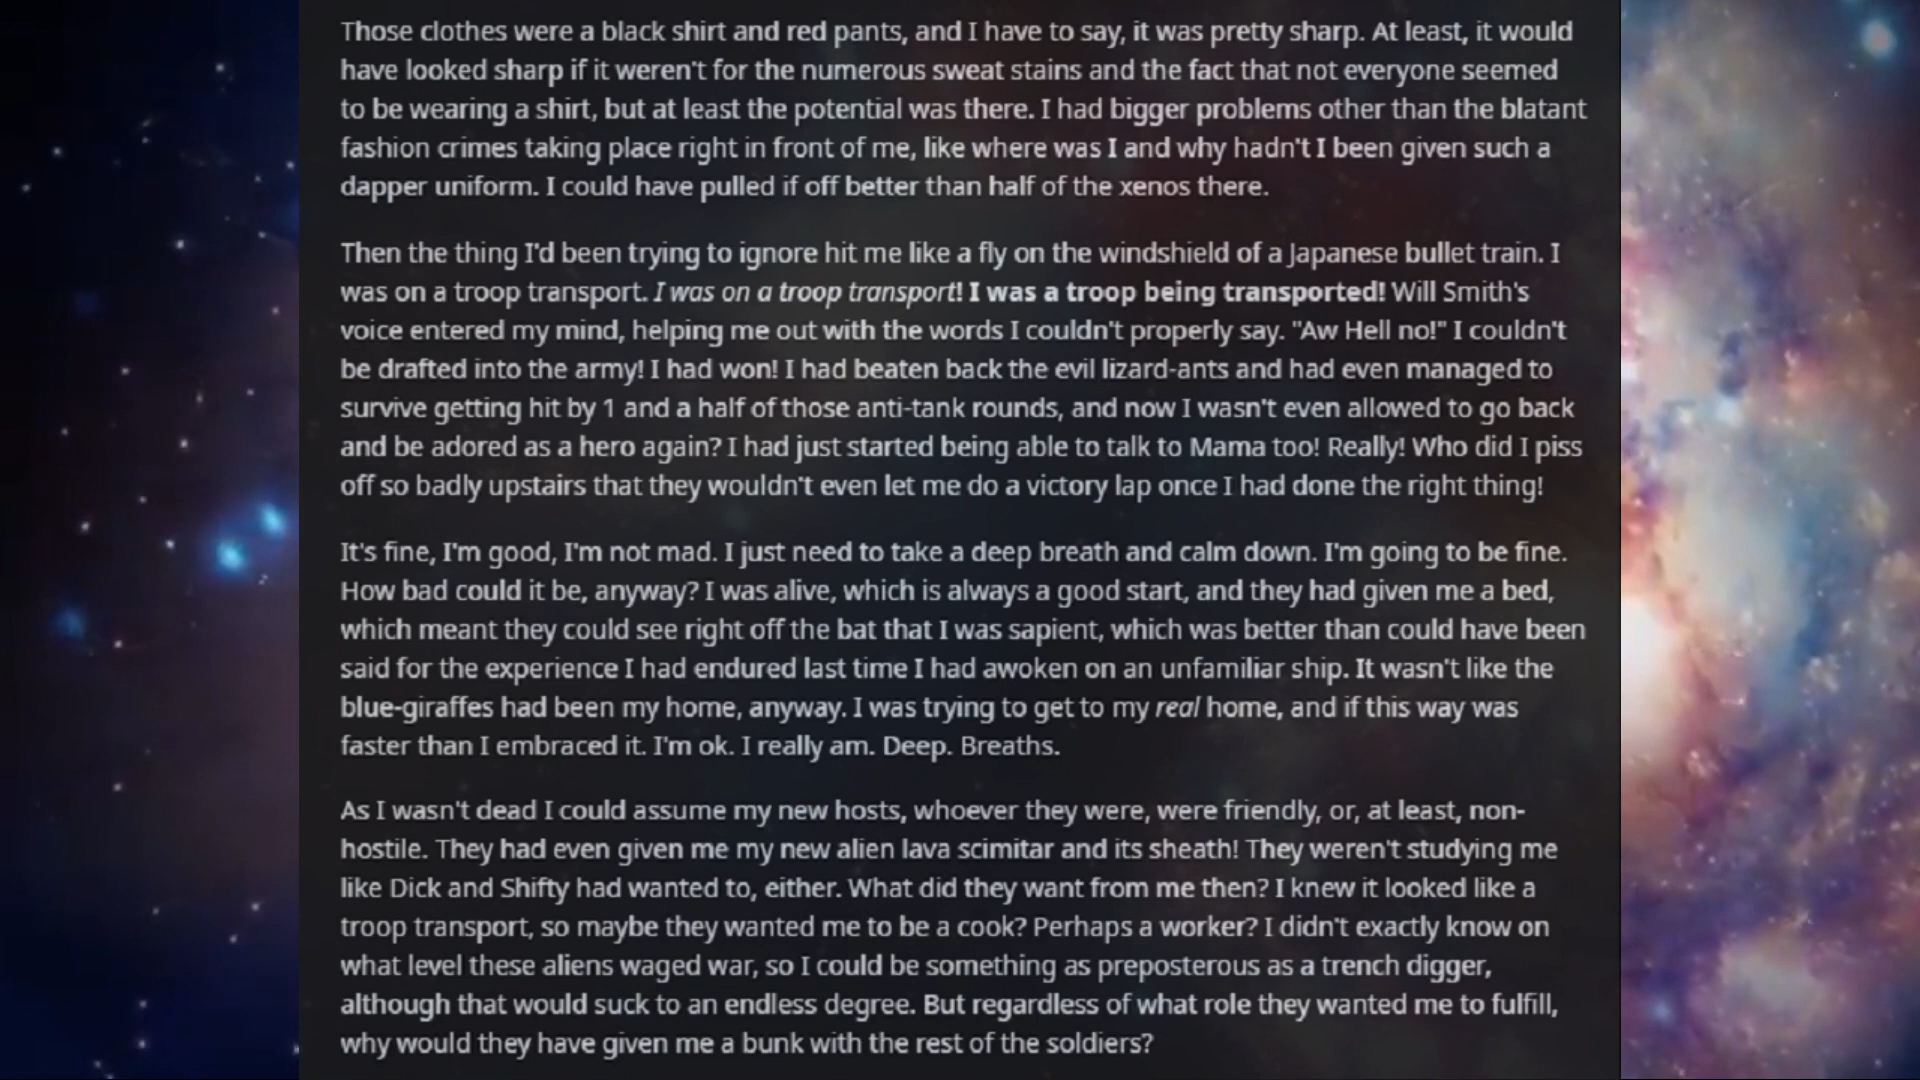 Those clothes were a black shirt and red pants, and I have to say, it was pretty sharp. At least, it would
have looked sharp if it weren't for the numerous sweat stains and the fact that not everyone seemed
to be wearing a shirt, but at least the potential was there. I had bigger problems other than the blatant
fashion crimes taking place right in front of me, like where was I and why hadn't I been given such a
dapper uniform. I could have pulled if off better than half of the xenos there.
Then the thing I'd been trying to ignore hit me like a fly on the windshield of a Japanese bullet train. I
was on a troop transport. I was on a troop transport! I was a troop being transported! Will Smith's
voice entered my mind, helping me out with the words I couldn't properly say. "Aw Hell no!" I couldn't
be drafted into the army! I had won! I had beaten back the evil lizard-ants and had even managed to
survive getting hit by 1 and a half of those anti-tank rounds, and now I wasn't even allowed to go back
and be adored as a hero again? I had just started being able to talk to Mama too! Really! Who did I piss
off so badly upstairs that they wouldn't even let me do a victory lap once I had done the right thing!
It's fine, I'm good, I'm not mad. I just need to take a deep breath and calm down. I'm going to be fine.
How bad could it be, anyway? I was alive, which is always a good start, and they had given me a bed,
which meant they could see right off the bat that I was sapient, which was better than could have been
said for the experience I had endured last time I had awoken on an unfamiliar ship. It wasn't like the
blue-giraffes had been my home, anyway. I was trying to get to my real home, and if this way was
faster than I embraced it. I'm ok. I really am. Deep. Breaths.
As I wasn't dead I could assume my new hosts, whoever they were, were friendly, or, at least, non-
hostile. They had even given me my new alien lava scimitar and its sheath! They weren't studying me
like Dick and Shifty had wanted to, either. What did they want from me then? I knew it looked like a
troop transport, so maybe they wanted me to be a cook? Perhaps a worker? I didn't exactly know on
what level these aliens waged war, so I could be something as preposterous as a trench digger,
although that would suck to an endless degree. But regardless of what role they wanted me to fulfill,
why would they have given me a bunk with the rest of the soldiers?